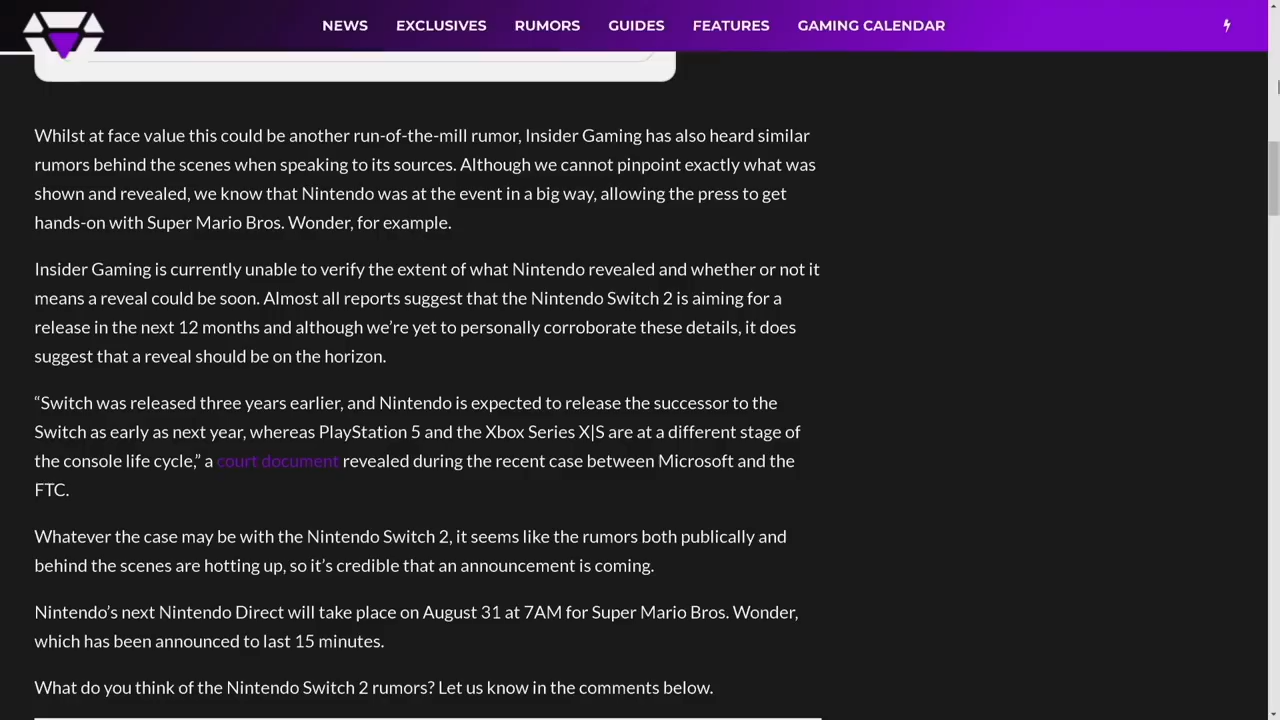 NEWS EXCLUSIVES RUMORS GUIDES FEATURES GAMING CALENDAR
Whilst at face value this could be another run-of-the-mill rumor, Insider Gaming has also heard similar
rumors behind the scenes when speaking to its sources. Although we cannot pinpoint exactly what was
shown and revealed, we know that Nintendo was at the event in a big way, allowing the press to get
hands-on with Super Mario Bros. Wonder, for example.
Insider Gaming is currently unable to verify the extent of what Nintendo revealed and whether or not it
means a reveal could be soon. Almost all reports suggest that the Nintendo Switch 2 is aiming for a
release in the next 12 months and although we’re yet to personally corroborate these details, it does
suggest that a reveal should be on the horizon.
“Switch was released three years earlier, and Nintendo is expected to release the successor to the
Switch as early as next year, whereas PlayStation 5 and the Xbox Series X|S are at a different stage of
the console life cycle,” a court document revealed during the recent case between Microsoft and the
FTC.
Whatever the case may be with the Nintendo Switch 2, it seems like the rumors both publically and
behind the scenes are hotting up, so it’s credible that an announcement is coming.
Nintendo’s next Nintendo Direct will take place on August 31 at 7AM for Super Mario Bros. Wonder,
which has been announced to last 15 minutes.
What do you think of the Nintendo Switch 2 rumors? Let us know in the comments below.